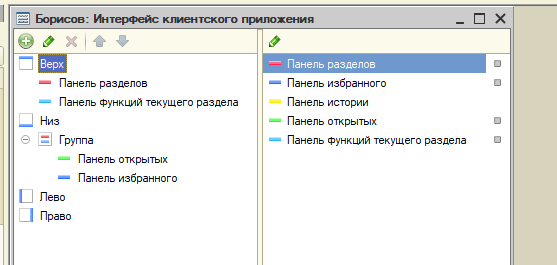 Борисов: Интерфейс клиентского приложения
Верх
Панель разделов
Панель функций текущего раздела
Низ
Группа
Панель открытых
Панель избранного
Лево
Право
Панель разделов
Панель избранного
Панель истории
Панель открытых
Панель функций текущего раздела